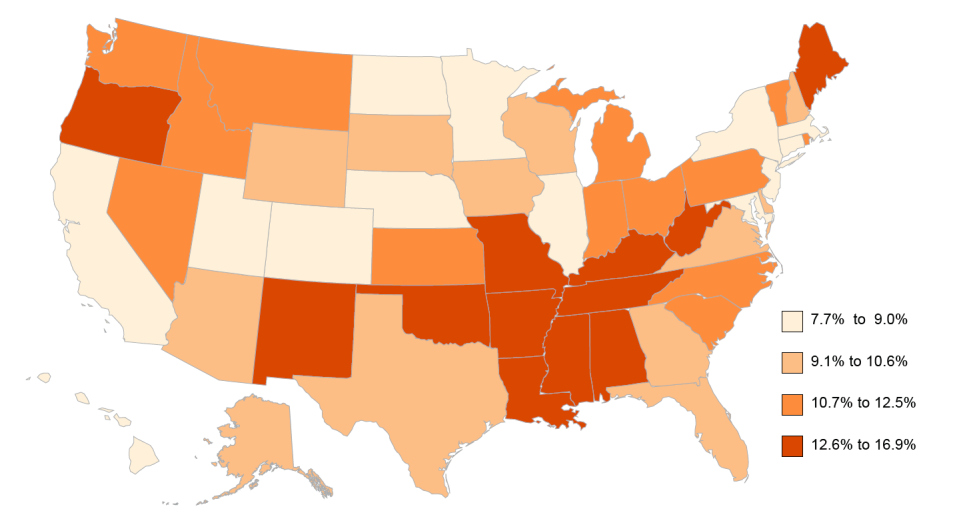 7.7% to 9.0%
9.1% to 10.6%
10.7% to 12.5%
12.6% to 16.9%